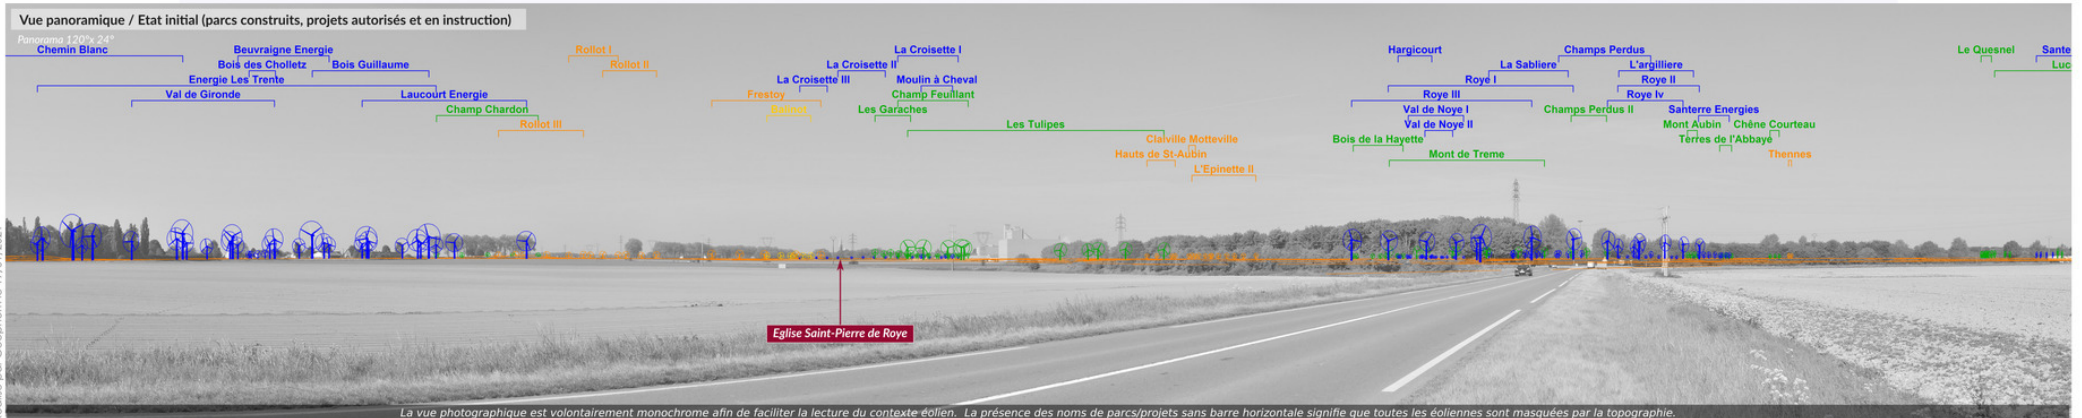 Vue panoramique / Etat initial (parcs construits, projets autorisés et en instruction)
Panorama 120°x 24°
Chemin Blanc
Beuvraigne Energie
Bois des Cholletz
Bois Guillaume
Energie Les Trente
Val de Gironde
Laucourt Energie
Champ Chardon
Rollot I
Rollot II
Rollot III
Frestoy
La Croisette I
La Croisette II
La Croisette III
Moulin à Cheval
Champ Feuillant
Les Garaches
Les Tulipes
Claiville Motteville
Hauts de St-Aubin
L'Epinette II
Hargicourt
Champs Perdus
La Sabliere
L'argilliere
Roye I
Roye II
Roye III
Roye Iv
Val de Noye I
Champs Perdus II
Santerre Energies
Val de Noye II
Mont Aubin
Chêne Courteau
Bois de la Hayette
Terres de l'Abbaye
Mont de Treme
Thennes
Le Quesnel
Sante
Luc
Eglise Saint-Pierre de Roye
La vue photographique est volontairement monochrome afin de faciliter la lecture du contexte éolien. La présence des noms de parcs/projets sans barre horizontale signifie que toutes les éoliennes sont masquées par la topographie.